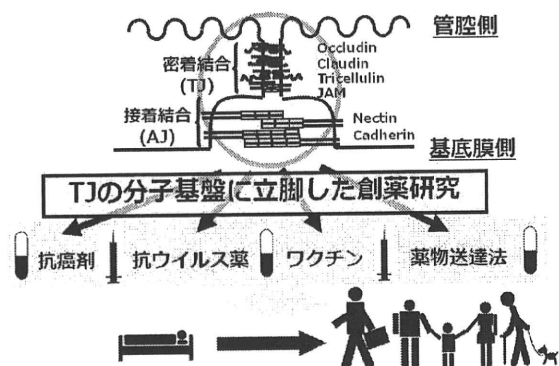 管腔側
密着結合
(TJ)
Occludin
Claudin
Tricellulin
JAM
接着結合
(AJ)
Nectin
Cadherin
基底膜側
TJの分子基盤に立脚した創薬研究
抗癌剤
抗ウイルス薬
ワクチン
薬物送達法